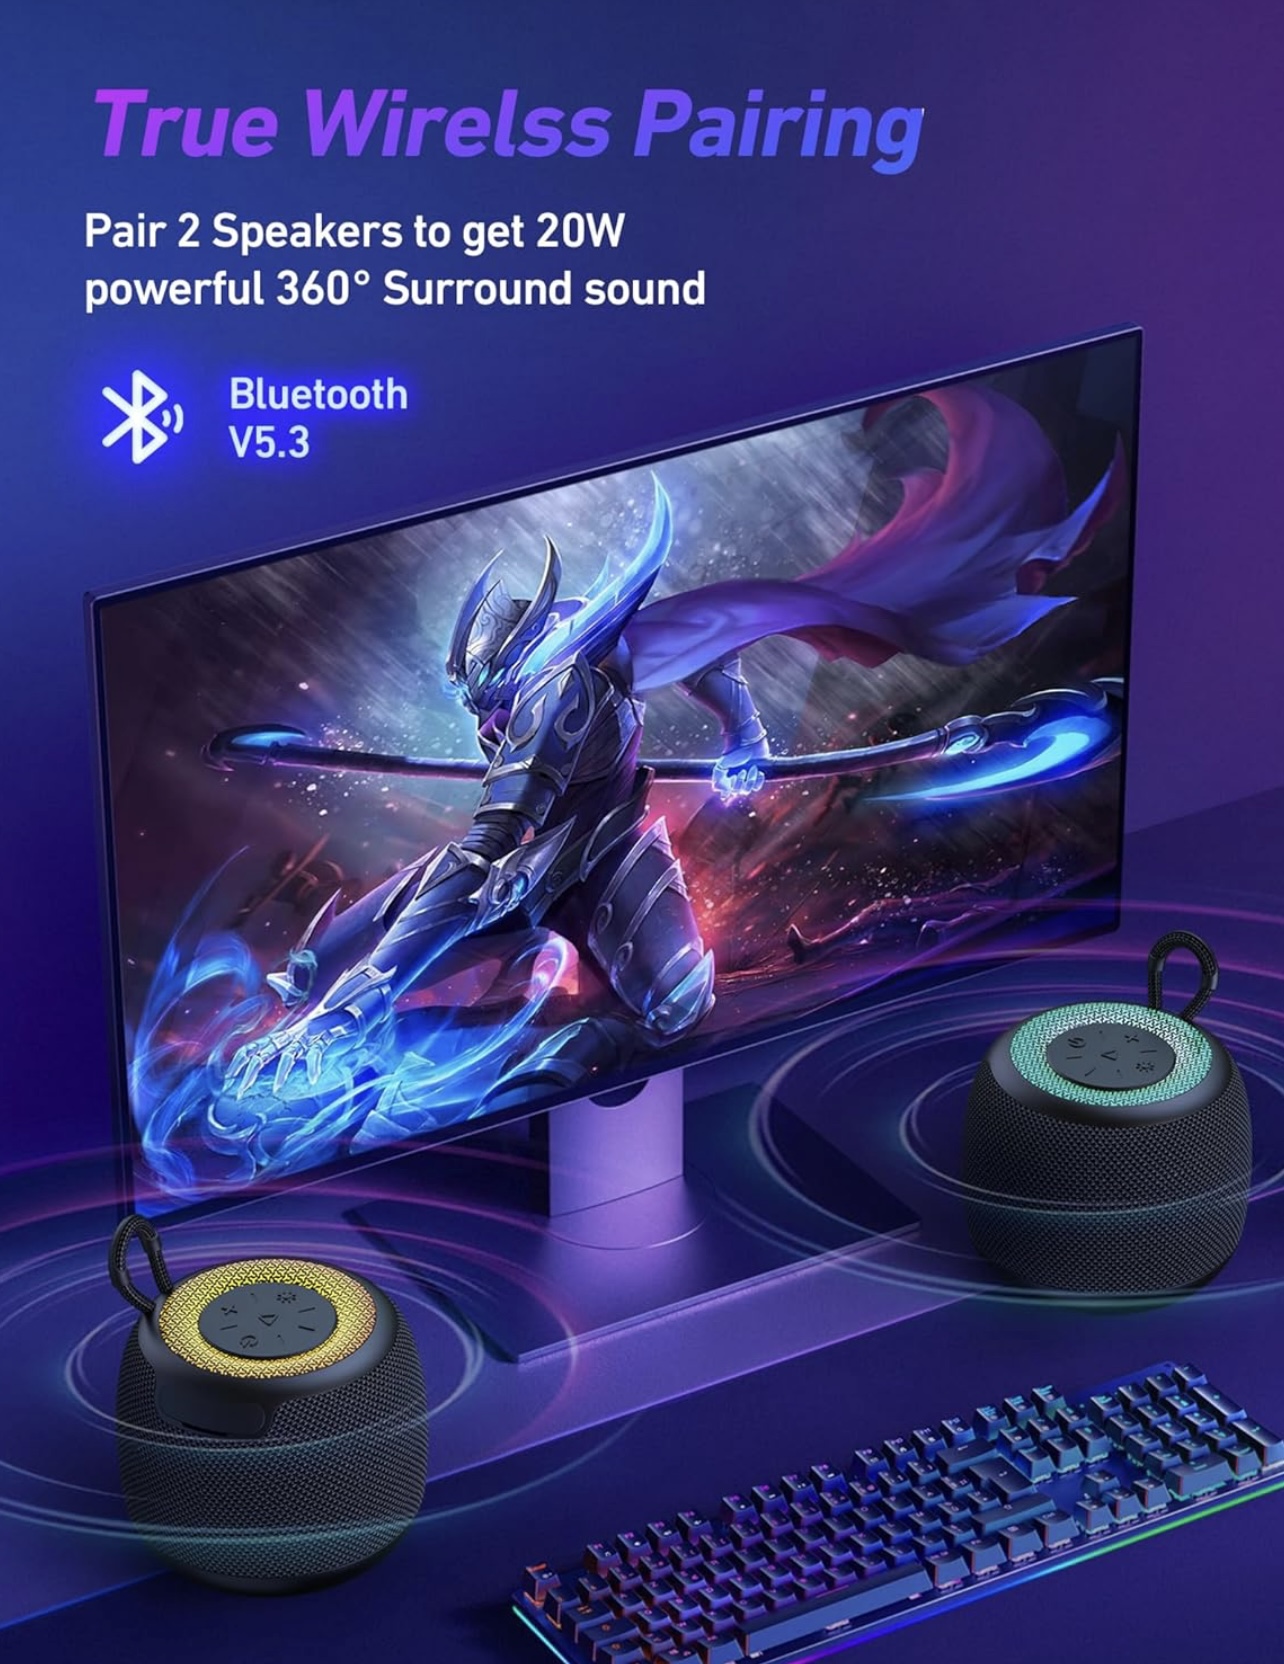 True Wirelss Pairing
Pair 2 Speakers to get 20W
powerful 360° Surround sound
Bluetooth
V5.3